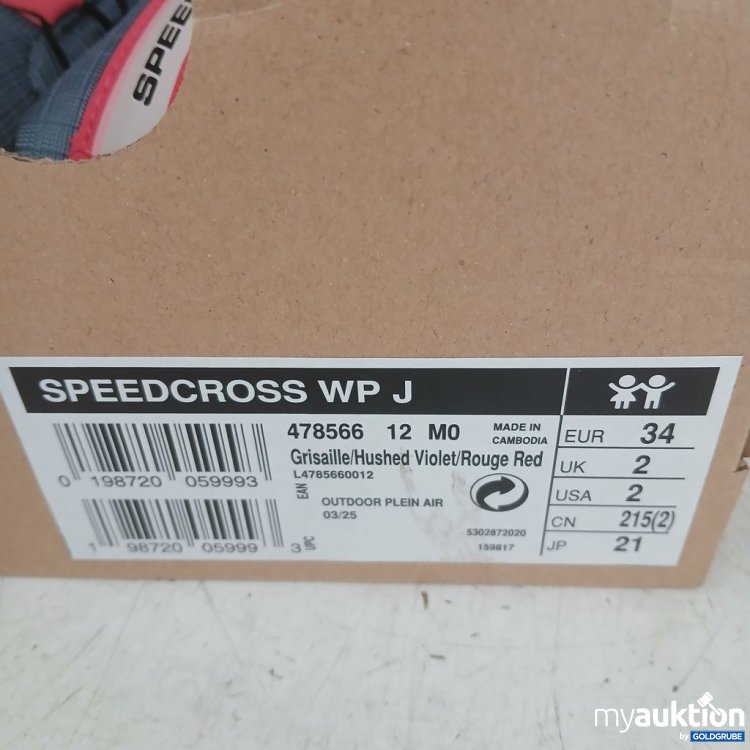 SPEE
SPEEDCROSS WP J
478566 12 M0
MADE IN
CAMBODIA
Grisaille/Hushed Violet/Rouge Red
L4785660012
0 198720 059993
EAN
OUTDOOR PLEIN AIR
03/25
5302872020
159817
1 98720 05999 3
UPC
EUR 34
UK 2
USA 2
CN 215(2)
JP 21
myauktion
by GOLDGRUBE